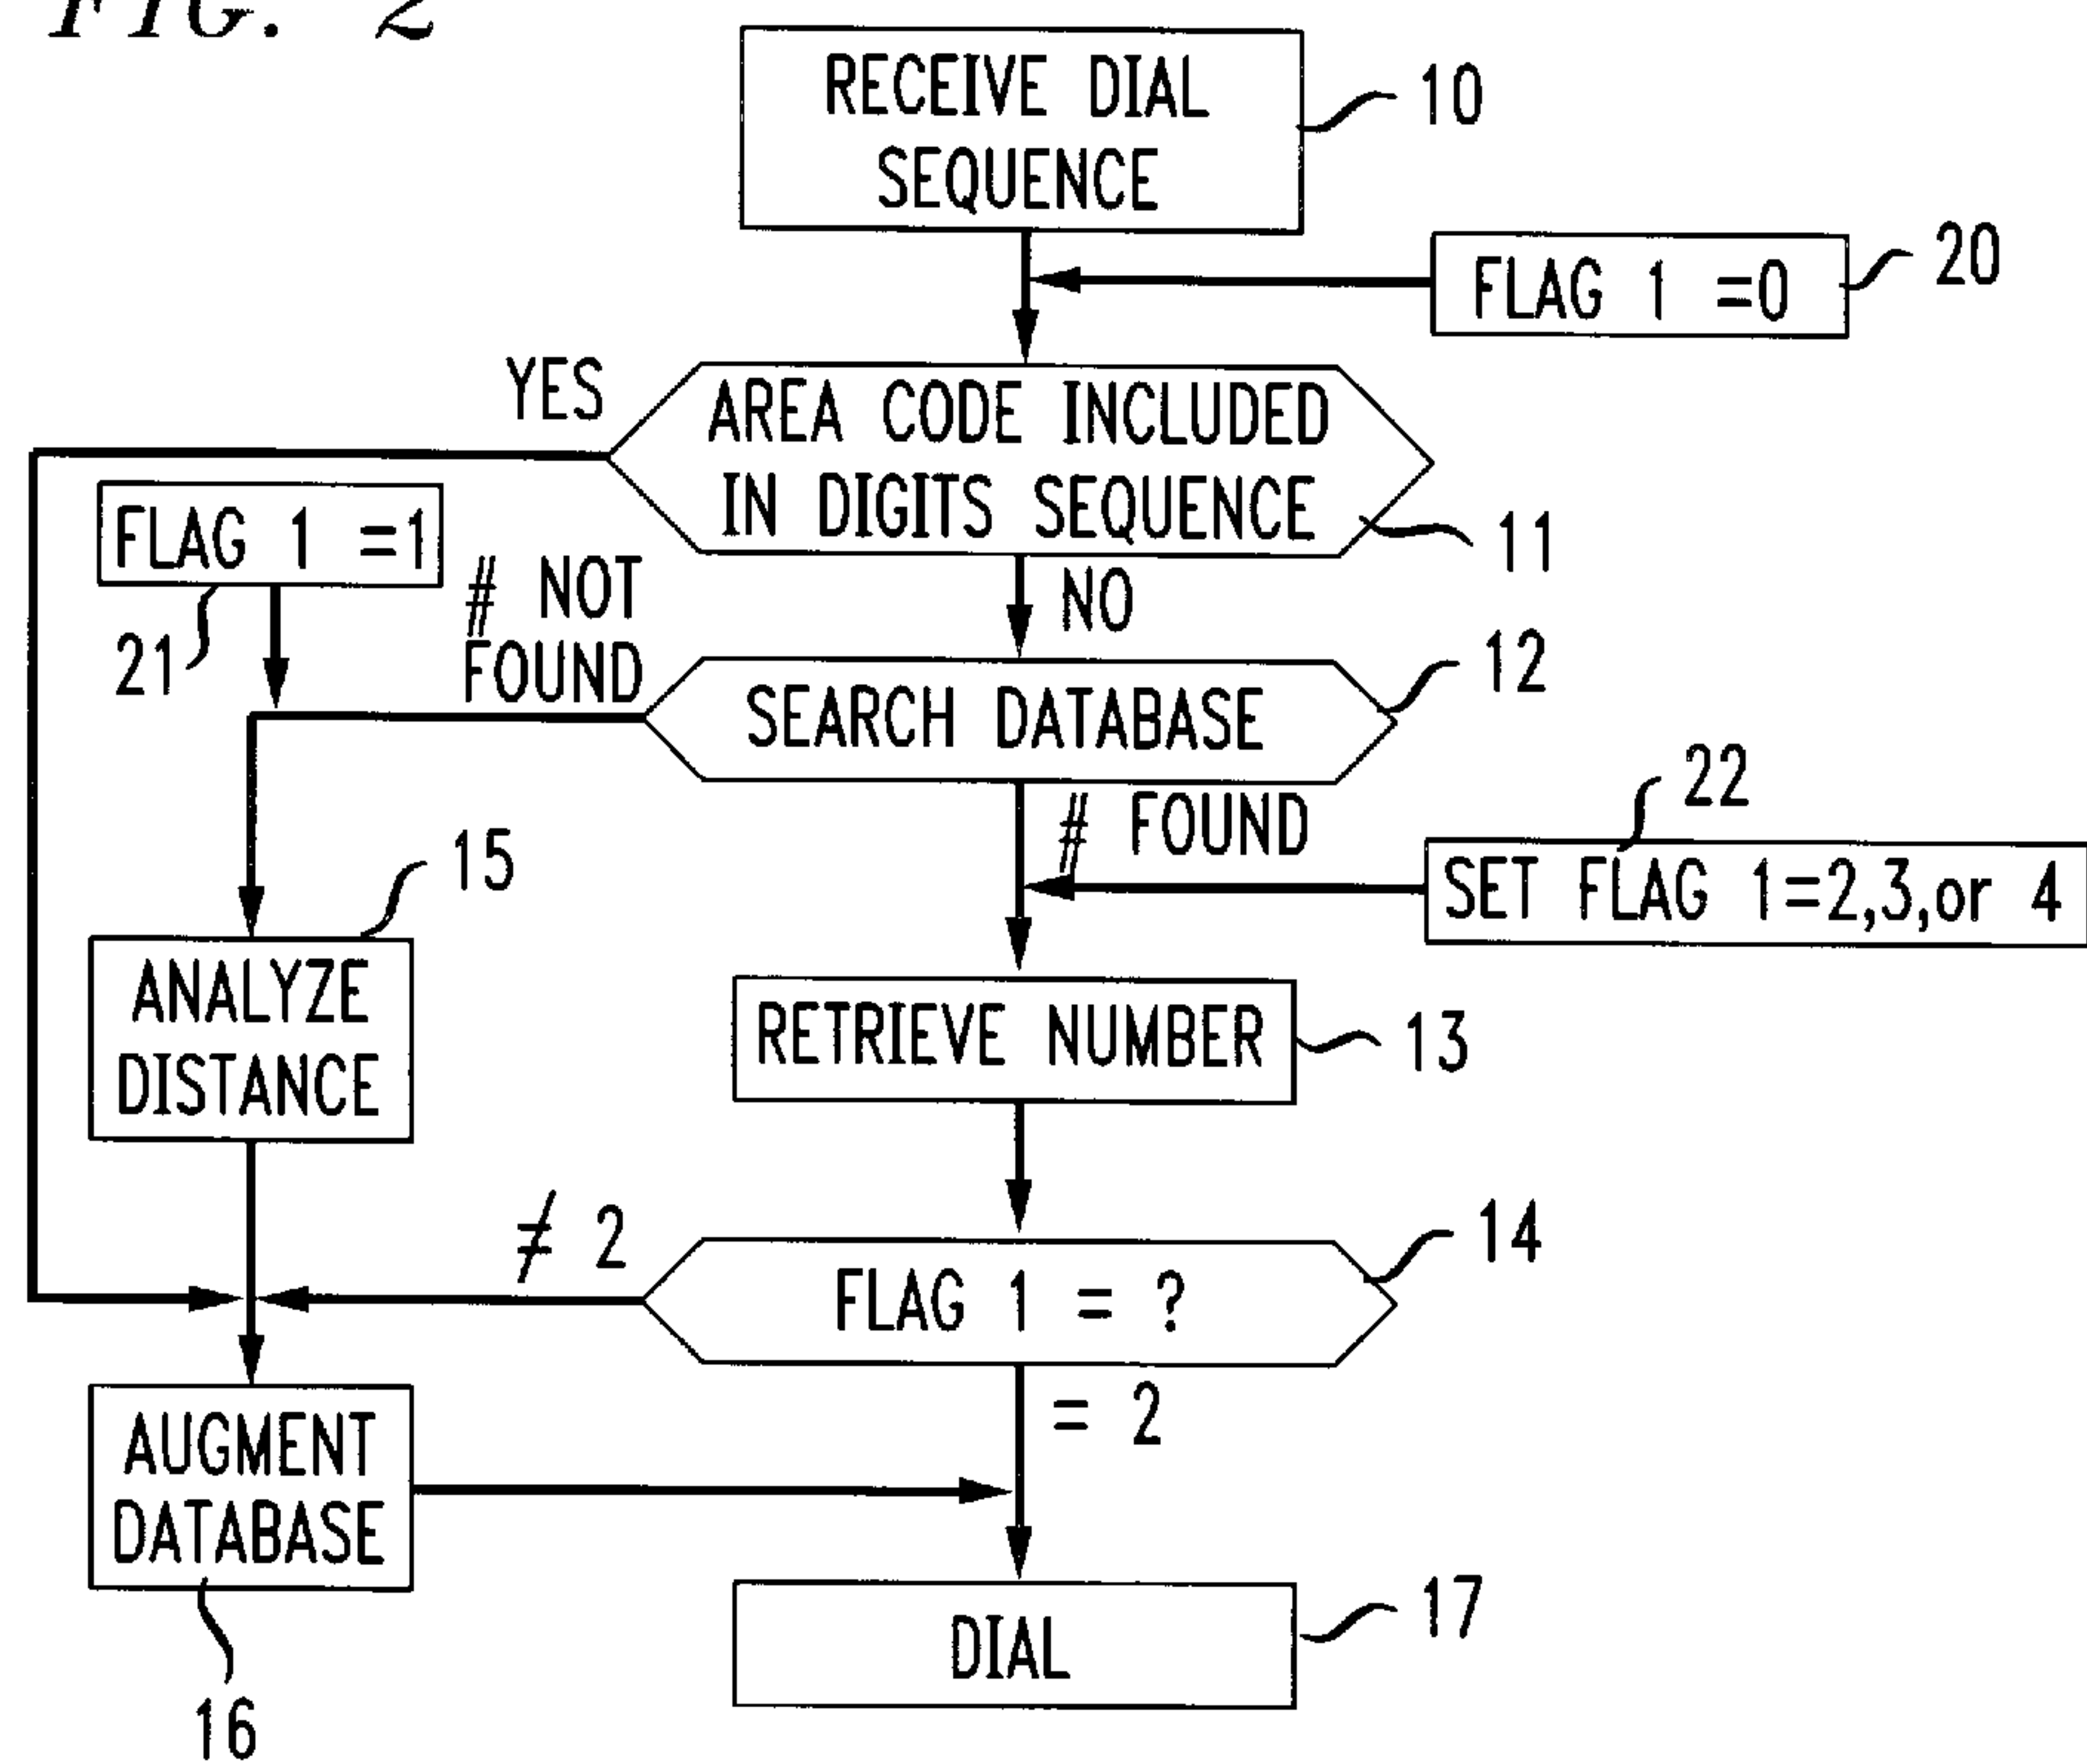 FIG. 2
RECEIVE DIAL
SEQUENCE
10
FLAG 1 =0
20
YES
AREA CODE INCLUDED
IN DIGITS SEQUENCE
11
FLAG 1 =1
21
# NOT
FOUND
NO
SEARCH DATABASE
12
# FOUND
22
SET FLAG 1=2,3,or 4
15
ANALYZE
DISTANCE
RETRIEVE NUMBER
13
≠ 2
FLAG 1 = ?
14
= 2
AUGMENT
DATABASE
16
DIAL
17